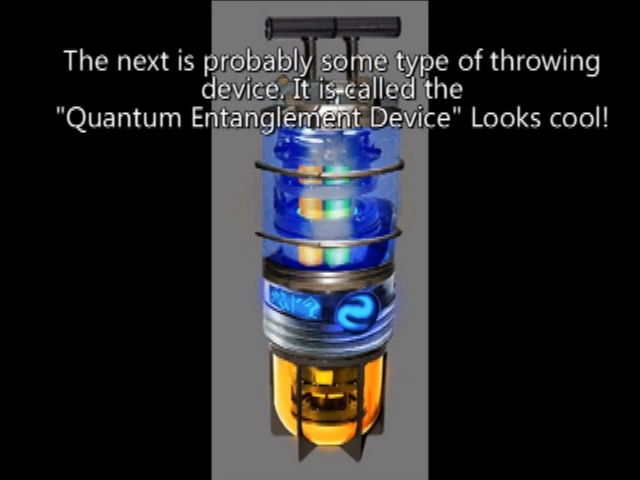 The next is probably some type of throwing
device. It is called the
"Quantum Entanglement Device" Looks cool!